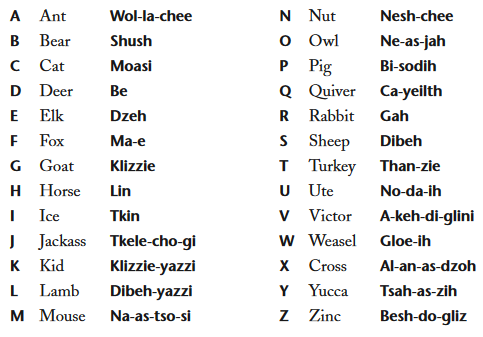 A Ant Wol-la-chee
B Bear Shush
C Cat Moasi
D Deer Be
E Elk Dzeh
F Fox Ma-e
G Goat Klizzie
H Horse Lin
I Ice Tkin
J Jackass Tkele-cho-gi
K Kid Klizzie-yazzi
L Lamb Dibeh-yazzi
M Mouse Na-as-tso-si
N Nut Nesh-chee
O Owl Ne-as-jah
P Pig Bi-sodih
Q Quiver Ca-yeilth
R Rabbit Gah
S Sheep Dibeh
T Turkey Than-zie
U Ute No-da-ih
V Victor A-keh-di-glini
W Weasel Gloe-ih
X Cross Al-an-as-dzoh
Y Yucca Tsah-as-zih
Z Zinc Besh-do-gliz